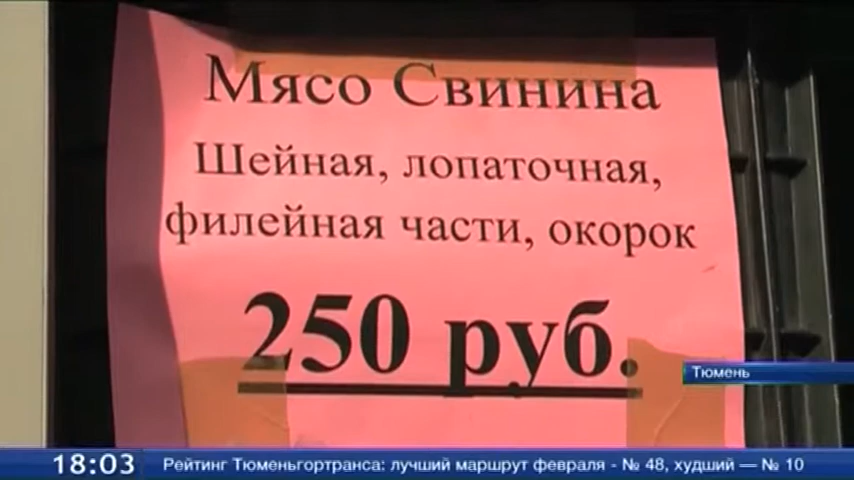 Мясо Свинина
Шейная, лопаточная,
филейная части, окорок
250 руб.
Тюмень
18:03 Рейтинг Тюменьгортранса: лучший маршрут февраля - № 48, худший — № 10